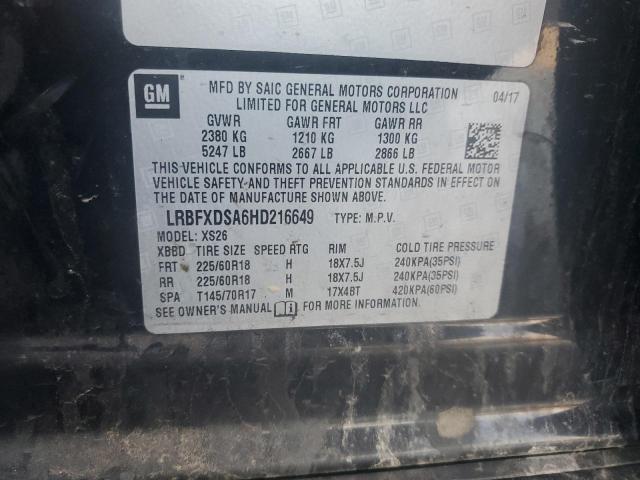 GM
GM
MFD BY SAIC GENERAL MOTORS CORPORATION
LIMITED FOR GENERAL MOTORS LLC
04/17
GVWR GAWR FRT GAWR RR
2380 KG 1210 KG 1300 KG
5247 LB 2667 LB 2866 LB
THIS VEHICLE CONFORMS TO ALL APPLICABLE U.S. FEDERAL MOTOR
VEHICLE SAFETY AND THEFT PREVENTION STANDARDS IN EFFECT ON
THE DATE OF MANUFACTURE SHOWN ABOVE.
LRBFXDSA6HD216649 TYPE: M.P.V.
MODEL: XS26
XBBD TIRE SIZE SPEED RTG RIM COLD TIRE PRESSURE
FRT 225/60R18 H 18X7.5J 240KPA(35PSI)
RR 225/60R18 H 18X7.5J 240KPA(35PSI)
SPA T145/70R17 M 17X4BT 420KPA(60PSI)
SEE OWNER'S MANUAL FOR MORE INFORMATION.